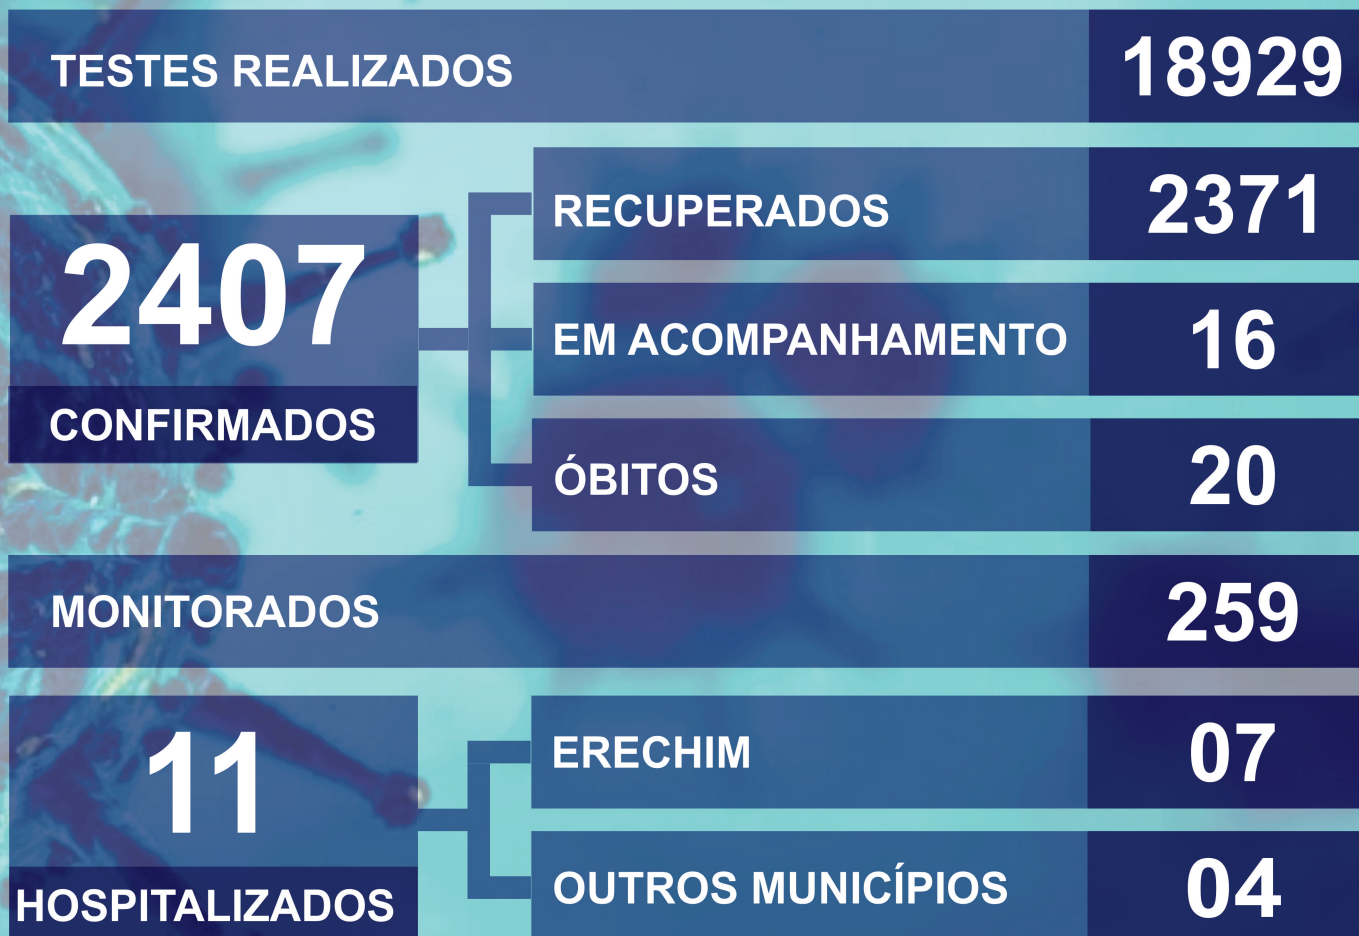 TESTES REALIZADOS 18929
2407
CONFIRMADOS
RECUPERADOS 2371
EM ACOMPANHAMENTO 16
ÓBITOS 20
MONITORADOS 259
11
HOSPITALIZADOS
ERECHIM 07
OUTROS MUNICÍPIOS 04